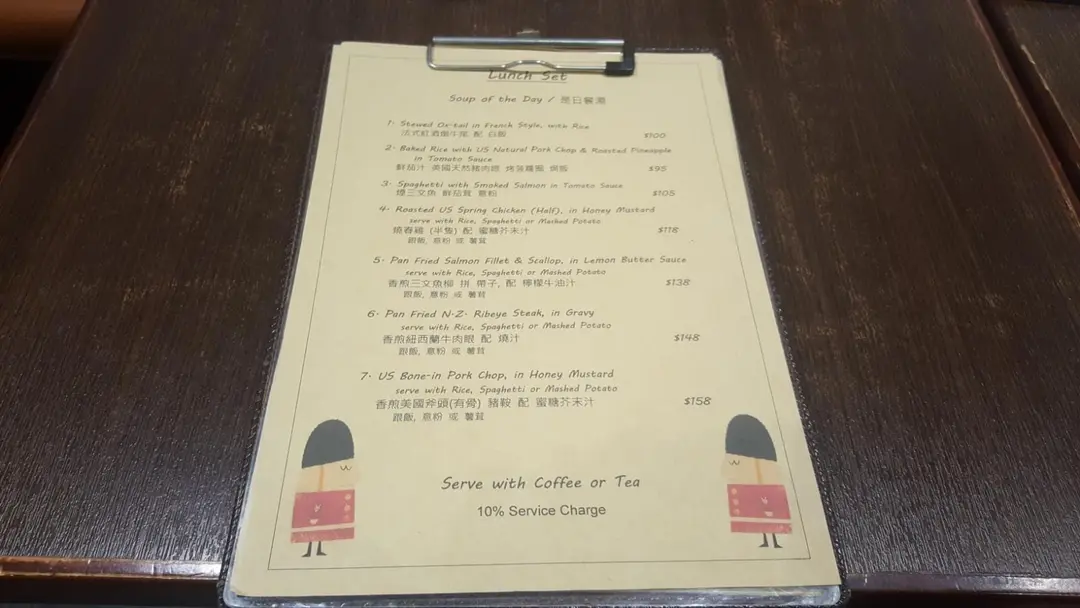 Lunch Set
Soup of the Day / 是日餐湯
1. Stewed Ox-tail in French Style, with Rice
法式紅酒燴牛尾 配 白飯 $100
2. Baked Rice with US Natural Pork Chop & Roasted Pineapple
in Tomato Sauce
鮮茄汁 美國天然豬肉眼 烤菠蘿圈 焗飯 $95
3. Spaghetti with Smoked Salmon in Tomato Sauce
煙三文魚 鮮茄茸 意粉 $105
4. Roasted US Spring Chicken (Half), in Honey Mustard
serve with Rice, Spaghetti or Mashed Potato
燒春雞 (半隻) 配 蜜糖芥末汁 $118
跟飯, 意粉 或 薯茸
5. Pan Fried Salmon Fillet & Scallop, in Lemon Butter Sauce
serve with Rice, Spaghetti or Mashed Potato
香煎三文魚柳 拼 帶子, 配 檸檬牛油汁 $138
跟飯, 意粉 或 薯茸
6. Pan Fried N.Z. Ribeye Steak, in Gravy
serve with Rice, Spaghetti or Mashed Potato
香煎紐西蘭牛肉眼 配 燒汁 $148
跟飯, 意粉 或 薯茸
7. US Bone-in Pork Chop, in Honey Mustard
serve with Rice, Spaghetti or Mashed Potato
香煎美國斧頭(有骨) 豬鞍 配 蜜糖芥末汁 $158
跟飯, 意粉 或 薯茸
Serve with Coffee or Tea
10% Service Charge